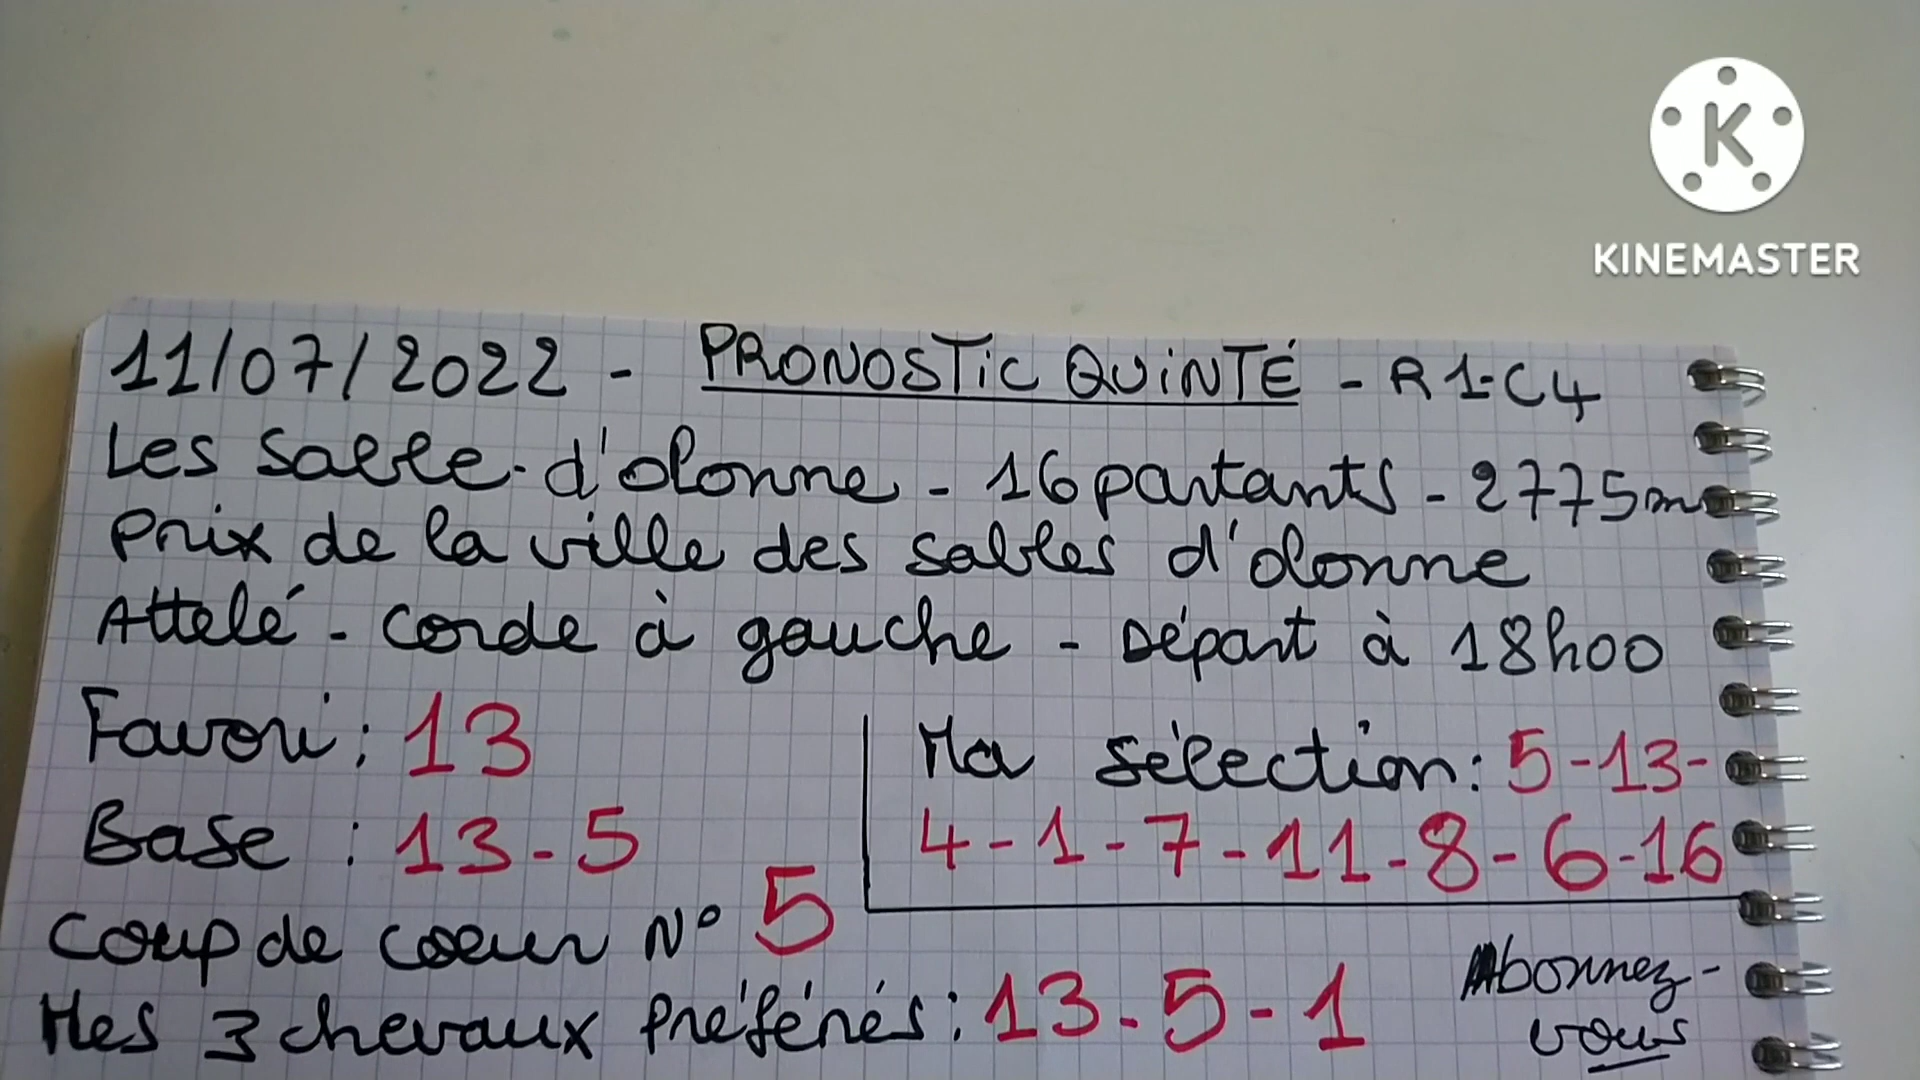 KINEMASTER
11/07/2022 - PRONOSTIC QUINTÉ - R1-C4
Les Sable-d'olonne - 16 partants - 2775m
Prix de la ville des sables d'olonne
Attelé - Corde à gauche - Départ à 18h00
Favori : 13
Base : 13 - 5
Coup de coeur N° 5
Mes 3 chevaux préférés : 13 - 5 - 1
Ma sélection : 5 - 13 -
4 - 1 - 7 - 11 - 8 - 6 - 16
Abonnez-
vous